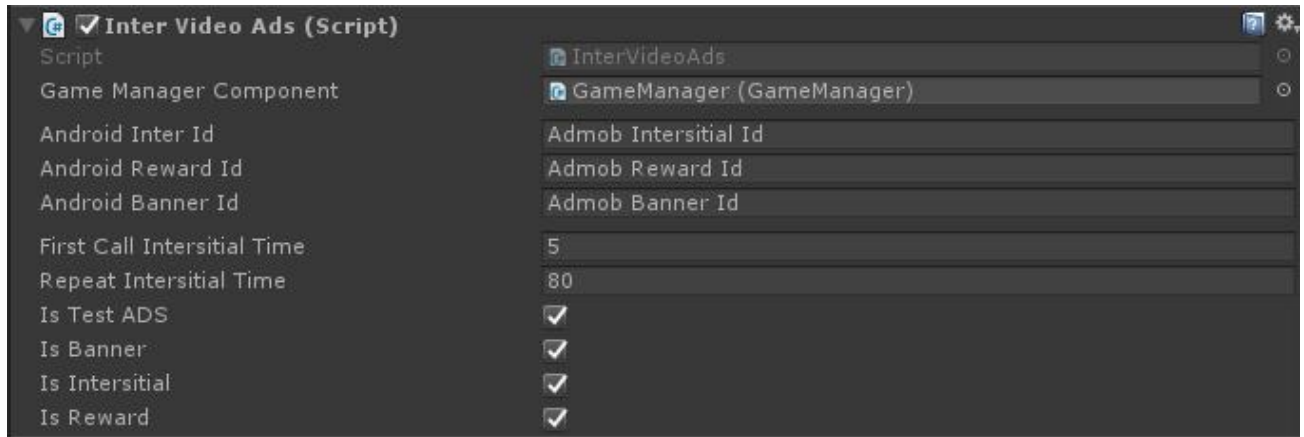 Inter Video Ads (Script)
Script InterVideoAds
Game Manager Component GameManager (GameManager)
Android Inter Id Admob Intersitial Id
Android Reward Id Admob Reward Id
Android Banner Id Admob Banner Id
First Call Intersitial Time 5
Repeat Intersitial Time 80
Is Test ADS
Is Banner
Is Intersitial
Is Reward